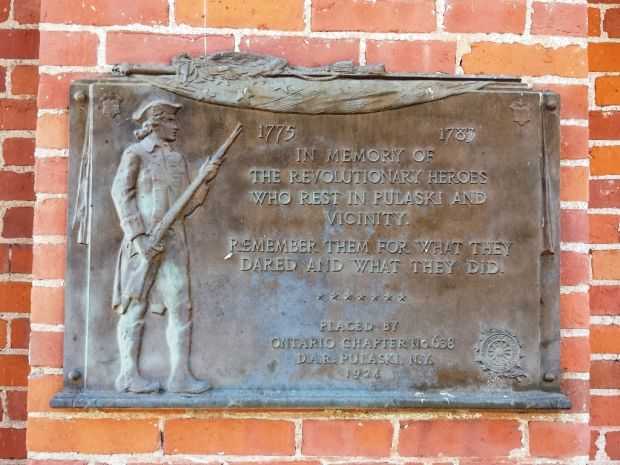 1775 1783
IN MEMORY OF
THE REVOLUTIONARY HEROES
WHO REST IN PULASKI AND
VICINITY.
REMEMBER THEM FOR WHAT THEY
DARED AND WHAT THEY DID.
*******
PLACED BY
ONTARIO CHAPTER NO. 638
D.A.R. PULASKI, N.Y.